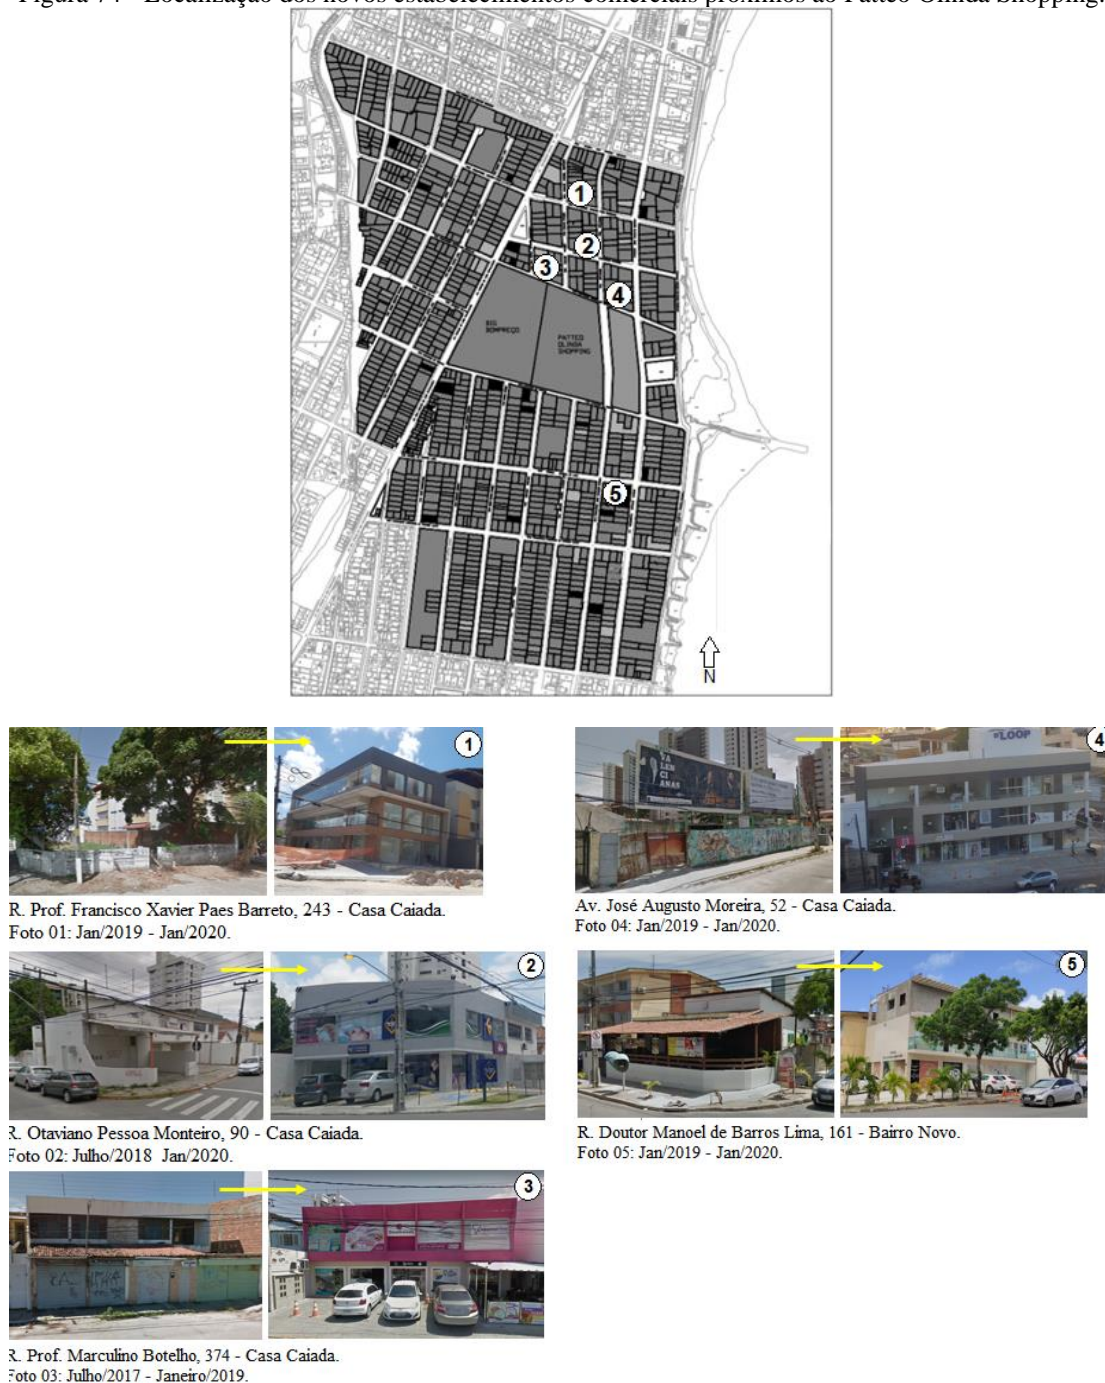 Figura 74 - Localização dos novos estabelecimentos comerciais próximos ao Patteo Olinda Shopping.
1
2
3
4
BIG
BOMPREÇO
PATTEO
OLINDA
SHOPPING
5
N
1
R. Prof. Francisco Xavier Paes Barreto, 243 - Casa Caiada.
Foto 01: Jan/2019 - Jan/2020.
VA
LEN
CI
ANAS
LOOP
4
Av. José Augusto Moreira, 52 - Casa Caiada.
Foto 04: Jan/2019 - Jan/2020.
2
R. Otaviano Pessoa Monteiro, 90 - Casa Caiada.
Foto 02: Julho/2018 Jan/2020.
5
R. Doutor Manoel de Barros Lima, 161 - Bairro Novo.
Foto 05: Jan/2019 - Jan/2020.
3
R. Prof. Marculino Botelho, 374 - Casa Caiada.
Foto 03: Julho/2017 - Janeiro/2019.